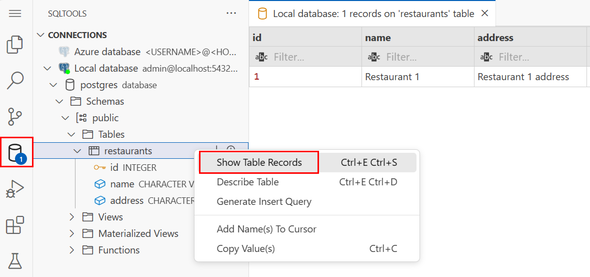 SQLTOOLS
CONNECTIONS
Azure database <USERNAME>@<HO...
Local database admin@localhost:5432...
postgres database
Schemas
public
Tables
restaurants
id INTEGER
name CHARACTER V
address CHARACTER
Views
Materialized Views
Functions
1
Show Table Records Ctrl+E Ctrl+S
Describe Table Ctrl+E Ctrl+D
Generate Insert Query
Add Name(s) To Cursor
Copy Value(s) Ctrl+C
Local database: 1 records on 'restaurants' table
id name address
Filter... Filter... Filter...
1 Restaurant 1 Restaurant 1 address